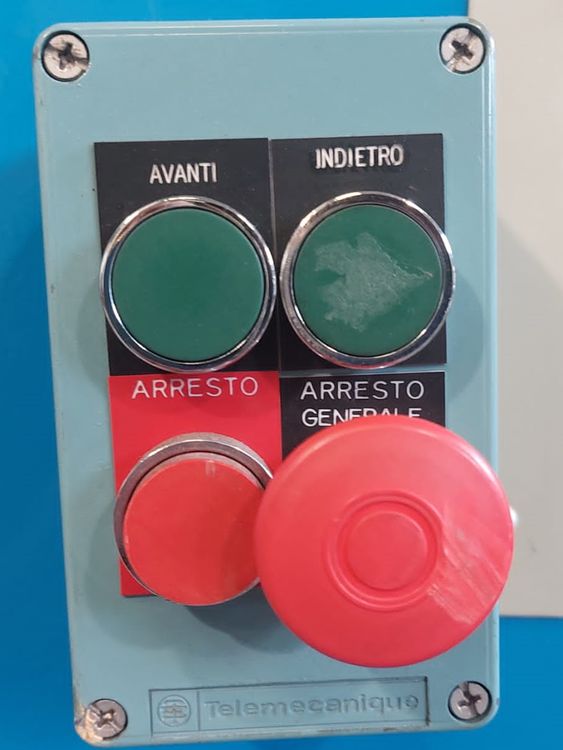 AVANTI
INDIETRO
ARRESTO
ARRESTO
GENERALE
Telemecanique